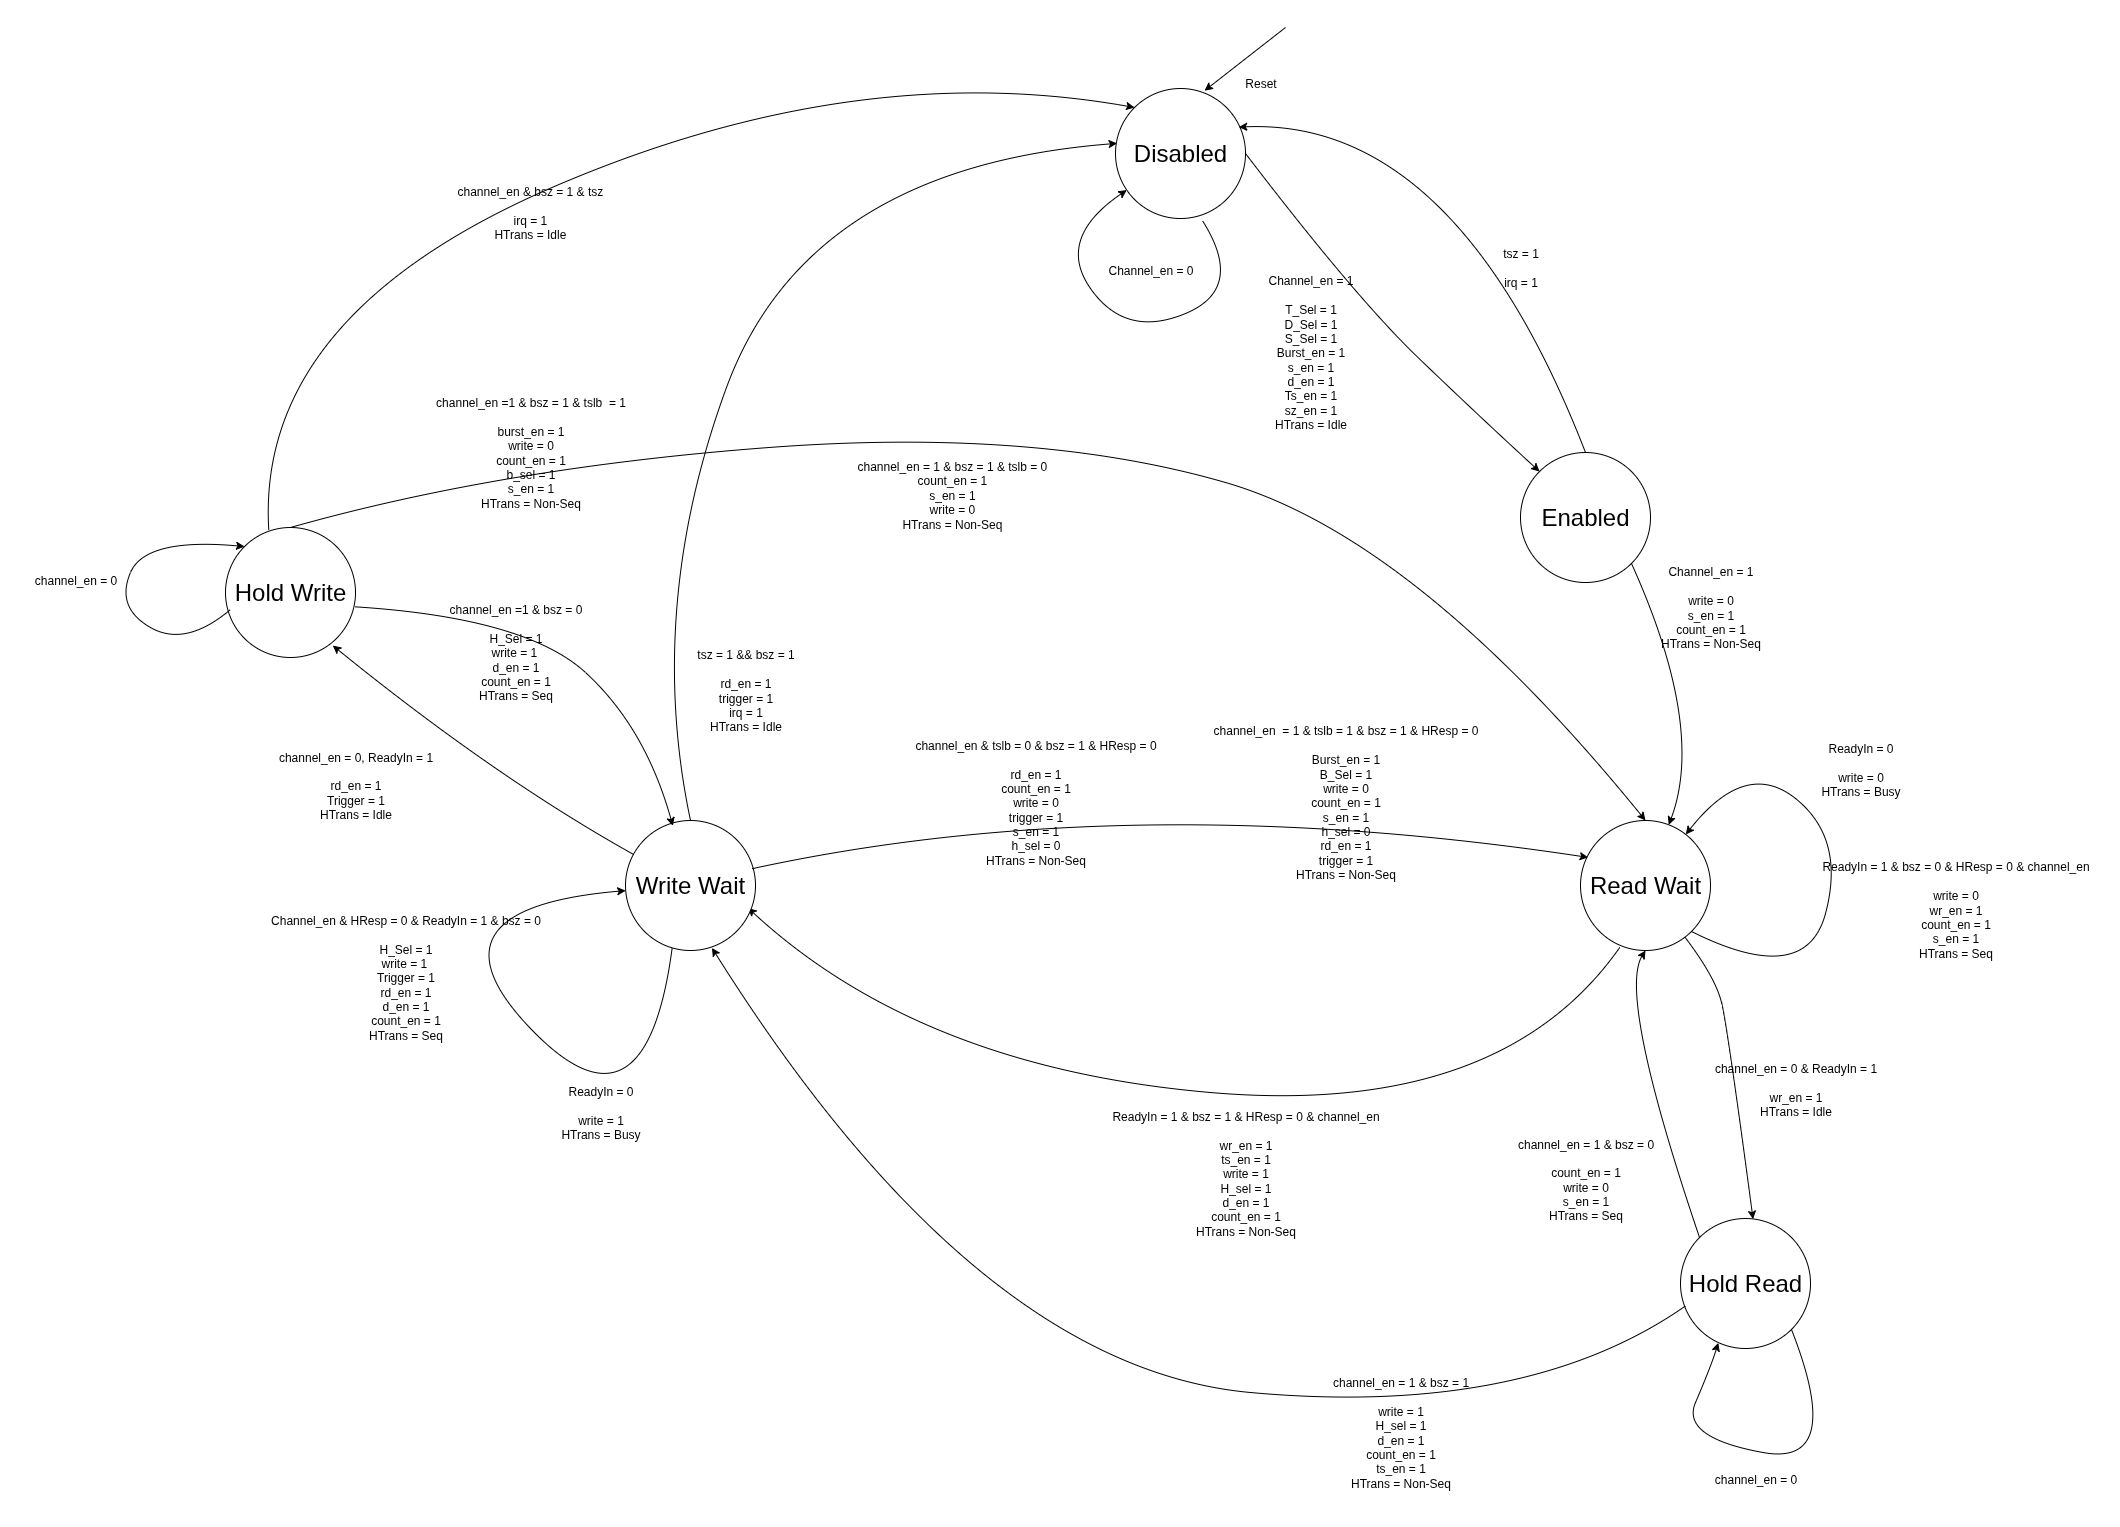 Reset
Disabled
Channel_en = 0
channel_en & bsz = 1 & tsz
irq = 1
HTrans = Idle
tsz = 1
irq = 1
Channel_en = 1
T_Sel = 1
D_Sel = 1
S_Sel = 1
Burst_en = 1
s_en = 1
d_en = 1
Ts_en = 1
sz_en = 1
HTrans = Idle
channel_en =1 & bsz = 1 & tslb  = 1
burst_en = 1
write = 0
count_en = 1
b_sel = 1
s_en = 1
HTrans = Non-Seq
channel_en = 1 & bsz = 1 & tslb = 0
count_en = 1
s_en = 1
write = 0
HTrans = Non-Seq
Enabled
channel_en = 0
Hold Write
channel_en =1 & bsz = 0
H_Sel = 1
write = 1
d_en = 1
count_en = 1
HTrans = Seq
Channel_en = 1
write = 0
s_en = 1
count_en = 1
HTrans = Non-Seq
tsz = 1 && bsz = 1
rd_en = 1
trigger = 1
irq = 1
HTrans = Idle
channel_en = 0, ReadyIn = 1
rd_en = 1
Trigger = 1
HTrans = Idle
channel_en & tslb = 0 & bsz = 1 & HResp = 0
rd_en = 1
count_en = 1
write = 0
trigger = 1
s_en = 1
h_sel = 0
HTrans = Non-Seq
channel_en  = 1 & tslb = 1 & bsz = 1 & HResp = 0
Burst_en = 1
B_Sel = 1
write = 0
count_en = 1
s_en = 1
h_sel = 0
rd_en = 1
trigger = 1
HTrans = Non-Seq
ReadyIn = 0
write = 0
HTrans = Busy
Write Wait
Read Wait
ReadyIn = 1 & bsz = 0 & HResp = 0 & channel_en
write = 0
wr_en = 1
count_en = 1
s_en = 1
HTrans = Seq
Channel_en & HResp = 0 & ReadyIn = 1 & bsz = 0
H_Sel = 1
write = 1
Trigger = 1
rd_en = 1
d_en = 1
count_en = 1
HTrans = Seq
ReadyIn = 0
write = 1
HTrans = Busy
channel_en = 0 & ReadyIn = 1
wr_en = 1
HTrans = Idle
ReadyIn = 1 & bsz = 1 & HResp = 0 & channel_en
wr_en = 1
ts_en = 1
write = 1
H_sel = 1
d_en = 1
count_en = 1
HTrans = Non-Seq
channel_en = 1 & bsz = 0
count_en = 1
write = 0
s_en = 1
HTrans = Seq
Hold Read
channel_en = 1 & bsz = 1
write = 1
H_sel = 1
d_en = 1
count_en = 1
ts_en = 1
HTrans = Non-Seq
channel_en = 0